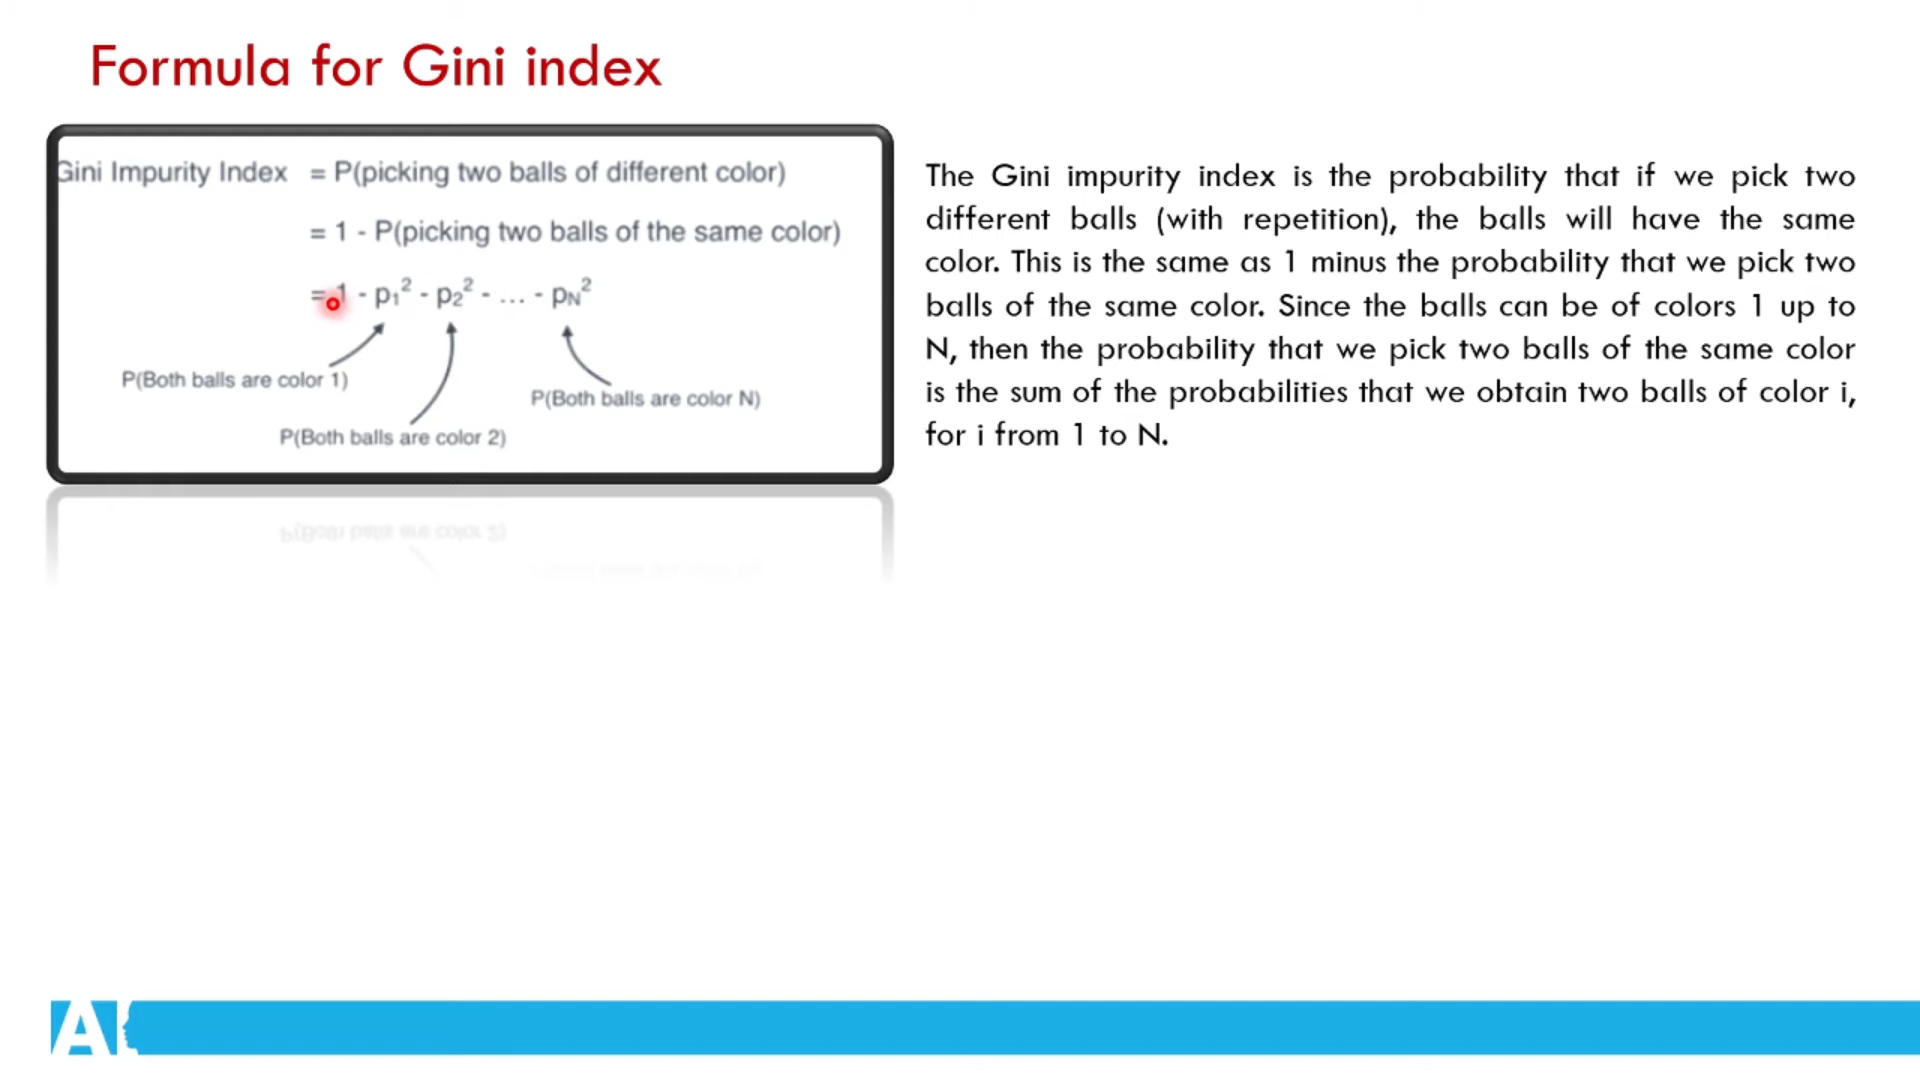 Formula for Gini index
Gini Impurity Index = P(picking two balls of different color)
= 1 - P(picking two balls of the same color)
= 1 - p₁² - p₂² - ... - pN²
P(Both balls are color 1)
P(Both balls are color N)
P(Both balls are color 2)
The Gini impurity index is the probability that if we pick two
different balls (with repetition), the balls will have the same
color. This is the same as 1 minus the probability that we pick two
balls of the same color. Since the balls can be of colors 1 up to
N, then the probability that we pick two balls of the same color
is the sum of the probabilities that we obtain two balls of color i,
for i from 1 to N.
AI